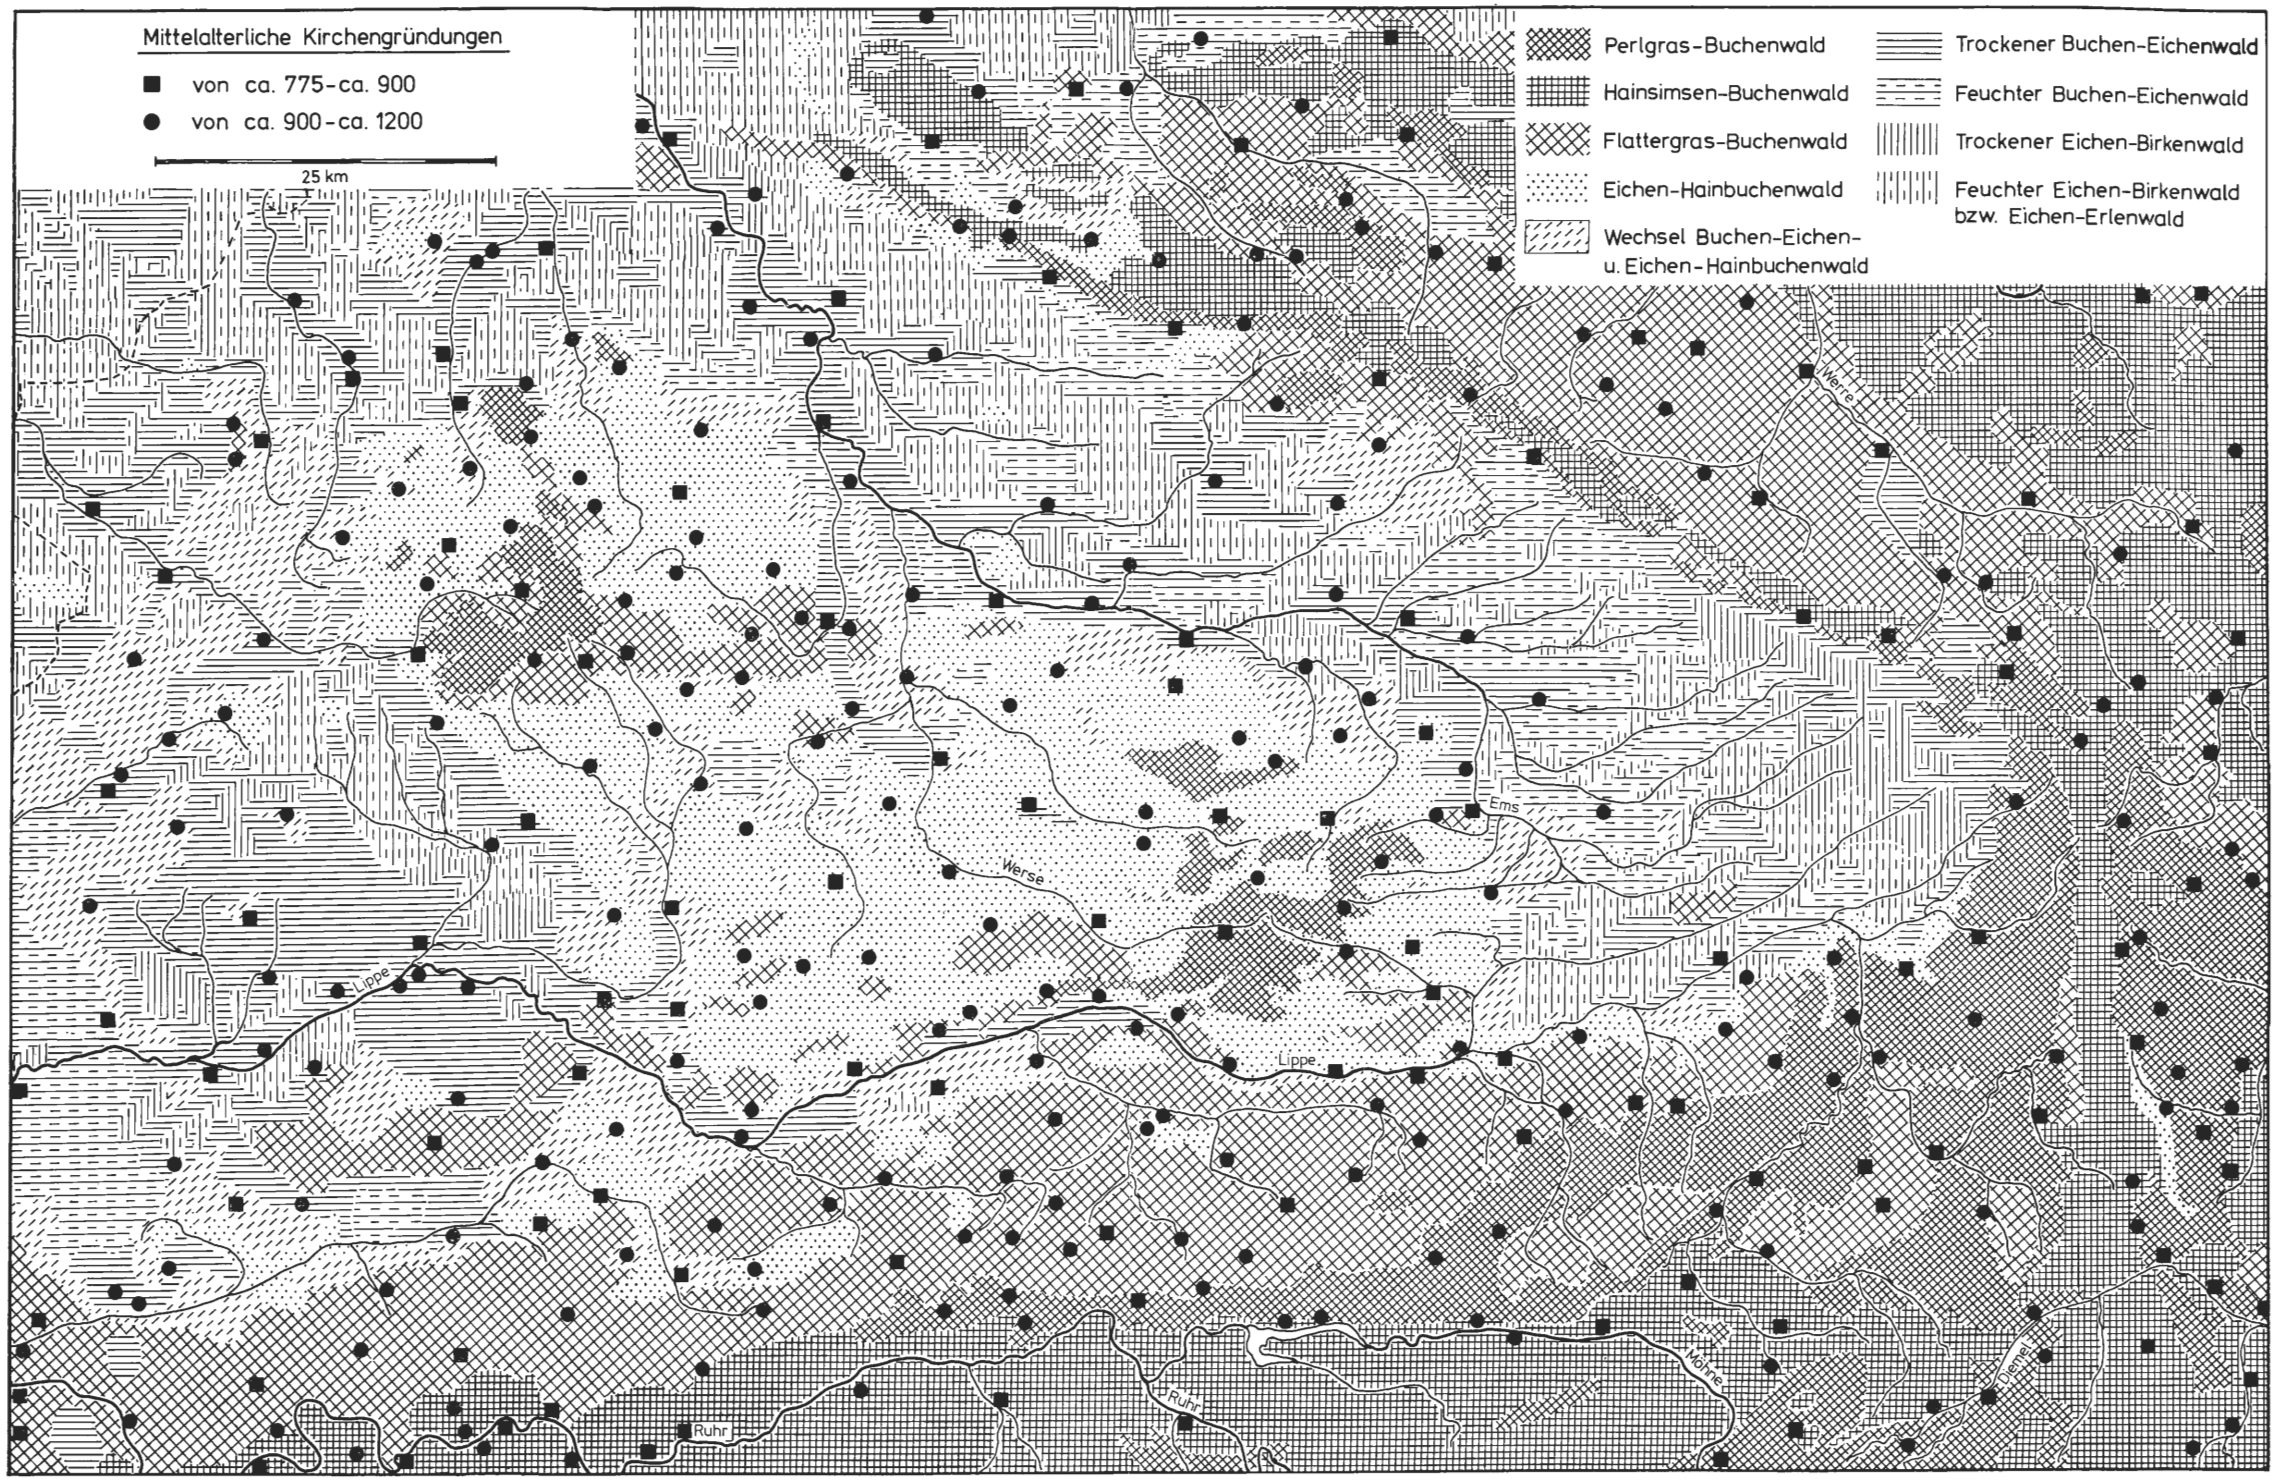 Mittelalterliche Kirchengründungen
von ca. 775-ca. 900
von ca. 900-ca. 1200
25 km
Perlgras-Buchenwald
Hainsimsen-Buchenwald
Flattergras-Buchenwald
Eichen-Hainbuchenwald
Wechsel Buchen-Eichen-
u. Eichen-Hainbuchenwald
Trockener Buchen-Eichenwald
Feuchter Buchen-Eichenwald
Trockener Eichen-Birkenwald
Feuchter Eichen-Birkenwald
bzw. Eichen-Erlenwald
Werre
Ems
Werse
Lippe
Lippe
Möhne
Diemel
Ruhr
Ruhr